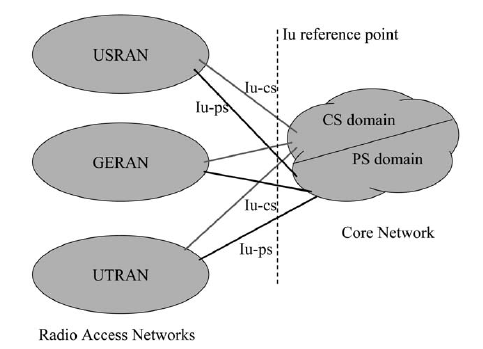 Iu reference point
USRAN
Iu-cs
Iu-ps
CS domain
PS domain
GERAN
Iu-cs
Core Network
Iu-ps
UTRAN
Radio Access Networks